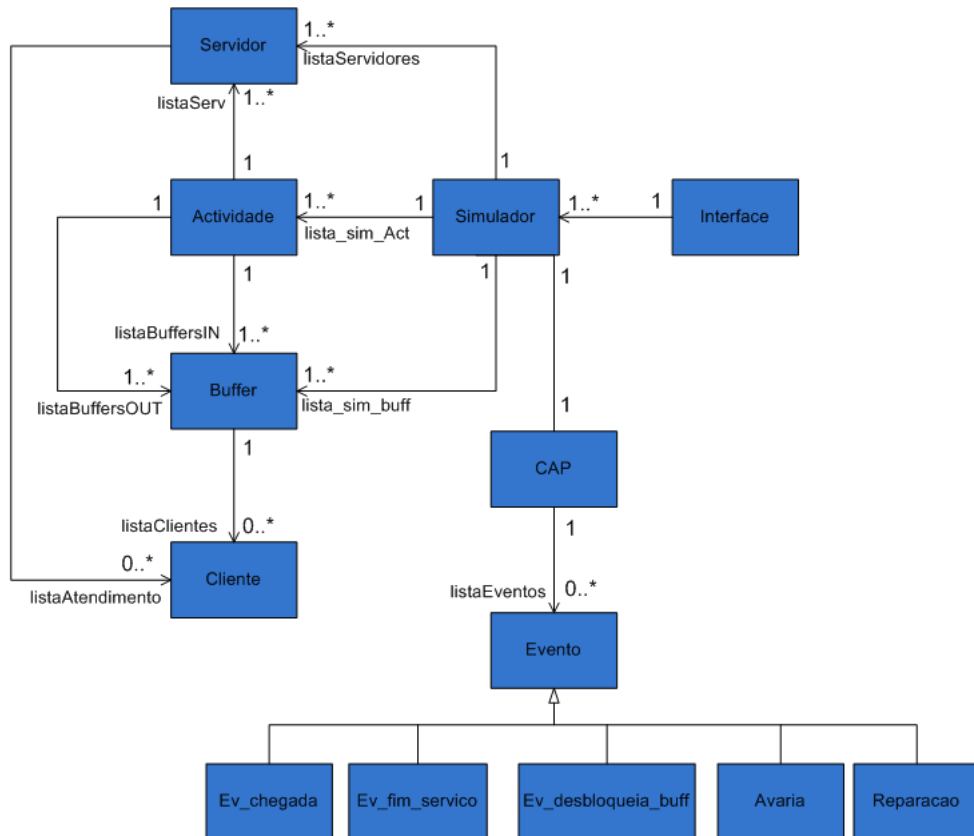 1..*
Servidor
listaServidores
listaServ
1..*
1
1
1
Actividade
1..*
1
Simulador
1..*
1
Interface
lista_sim_Act
1
1
1
listaBuffersIN
1..*
1..*
Buffer
1..*
listaBuffersOUT
lista_sim_buff
1
1
CAP
listaClientes
0..*
1
0..*
Cliente
listaAtendimento
listaEventos
0..*
Evento
Ev_chegada
Ev_fim_servico
Ev_desbloqueia_buff
Avaria
Reparacao